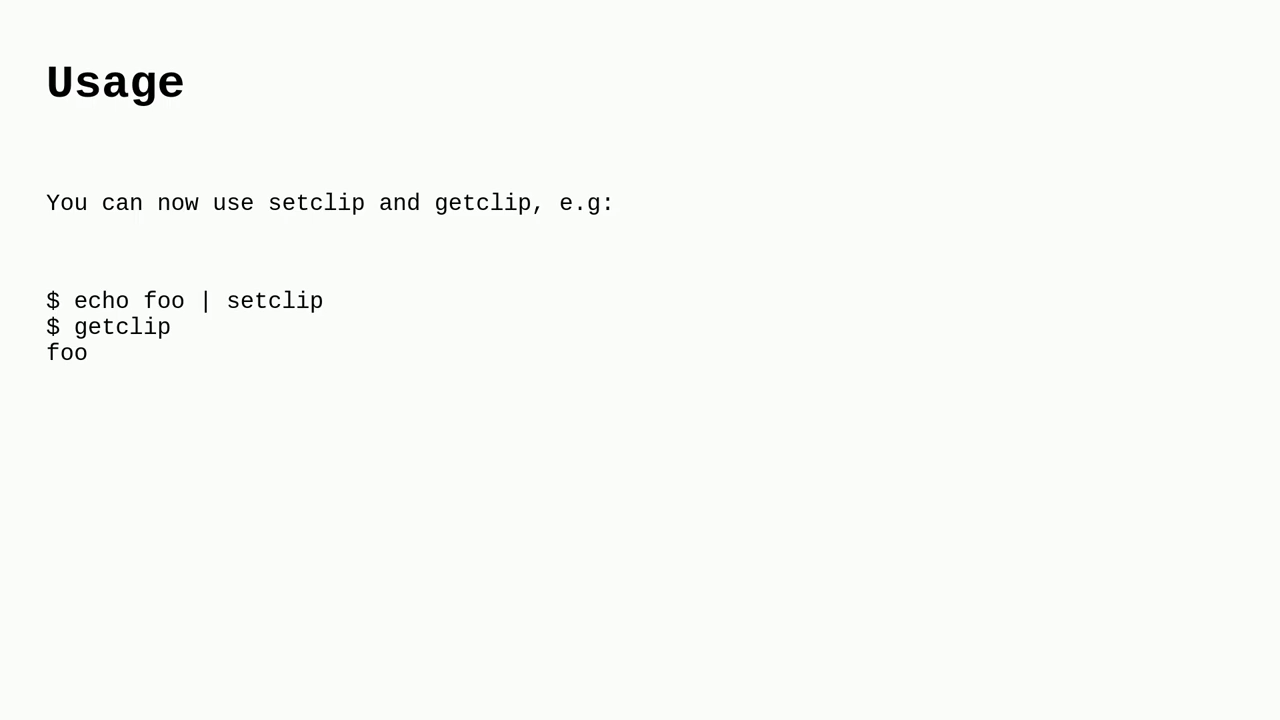 Usage
You can now use setclip and getclip, e.g:
$ echo foo | setclip
$ getclip
foo